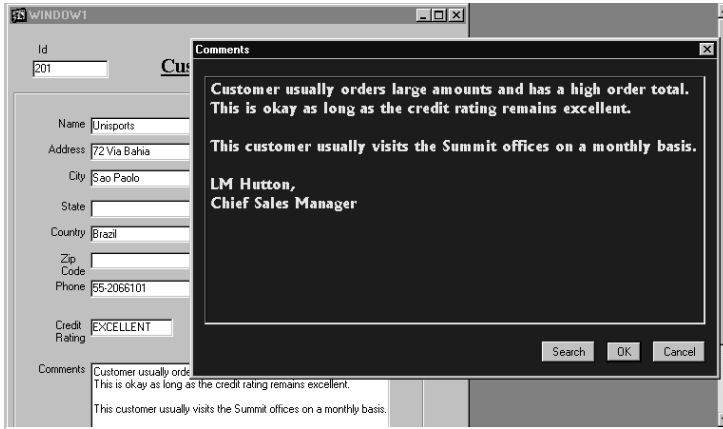 WINDOW1
Id
201
Cus
Name Unisports
Address 72 Via Bahia
City Sao Paolo
State
Country Brazil
Zip
Code
Phone 55-2066101
Credit
Rating
EXCELLENT
Comments Customer usually orde
This is okay as long as the credit rating remains excellent.
This customer usually visits the Summit offices on a monthly basis.
Comments
Customer usually orders large amounts and has a high order total.
This is okay as long as the credit rating remains excellent.
This customer usually visits the Summit offices on a monthly basis.
LM Hutton,
Chief Sales Manager
Search OK Cancel